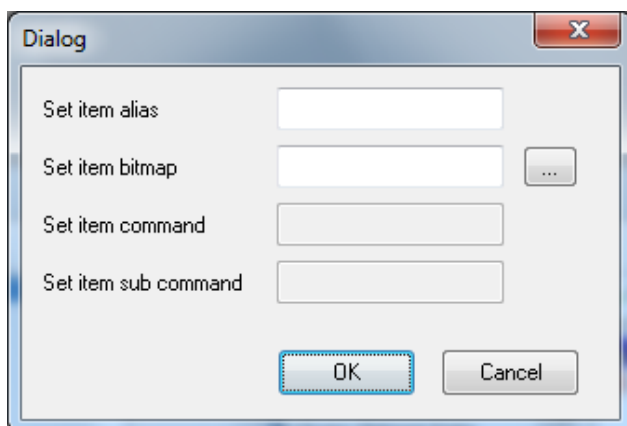 Dialog
Set item alias
Set item bitmap
...
Set item command
Set item sub command
OK
Cancel